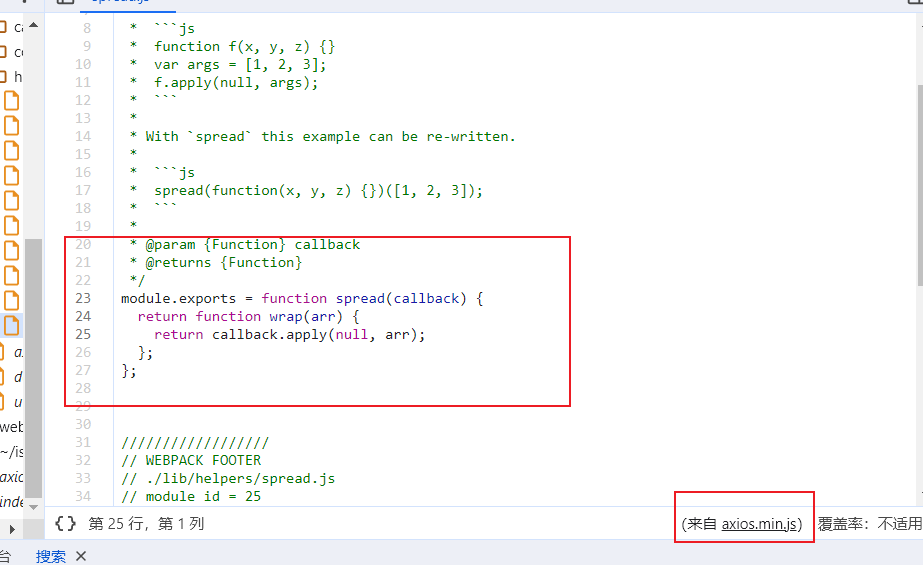 spread.js
8 *  ```js
9 *  function f(x, y, z) {}
10 *  var args = [1, 2, 3];
11 *  f.apply(null, args);
12 *  ```
13 *
14 * With `spread` this example can be re-written.
15 *
16 *  ```js
17 *  spread(function(x, y, z) {})([1, 2, 3]);
18 *  ```
19 *
20 * @param {Function} callback
21 * @returns {Function}
22 */
23 module.exports = function spread(callback) {
24   return function wrap(arr) {
25     return callback.apply(null, arr);
26   };
27 };
28
29
30
31 //////////////////
32 // WEBPACK FOOTER
33 // ./lib/helpers/spread.js
34 // module id = 25
ca
co
h
a
d
u
web
~/is
axio
inde
{} 第 25 行，第 1 列
(来自 axios.min.js) 覆盖率：不适用
台 搜索 ×